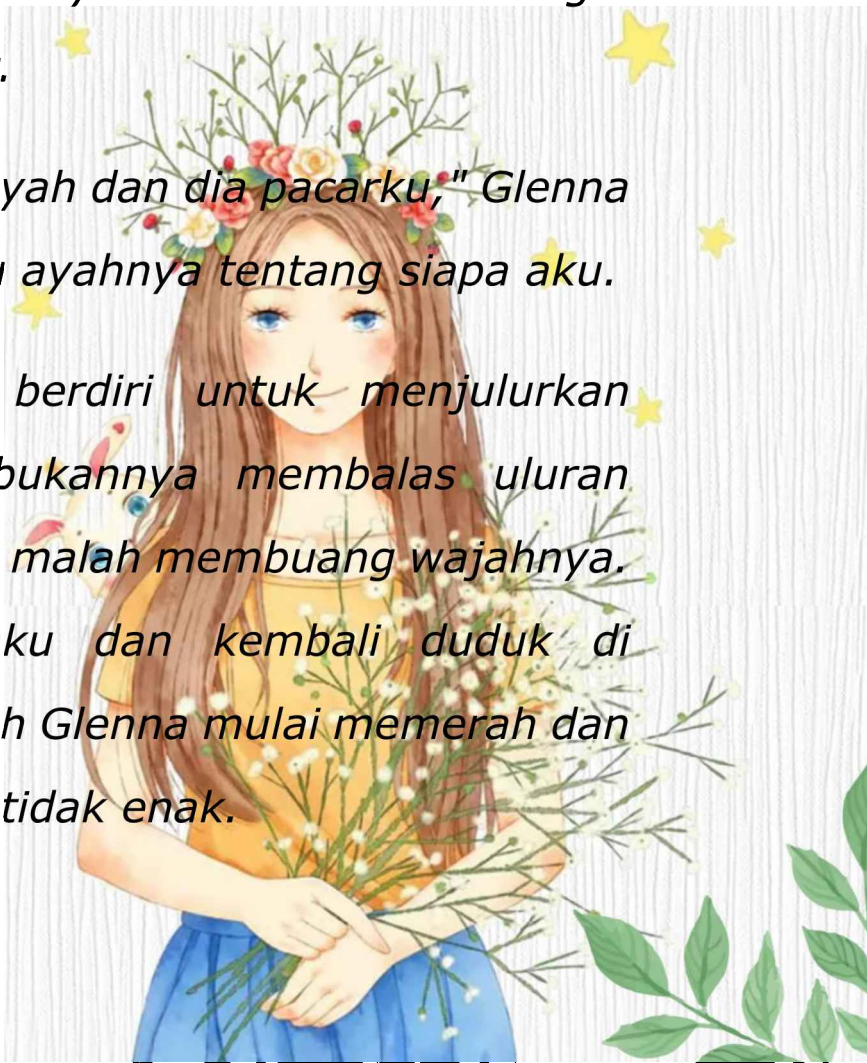 yah dan dia pacarku," Glenna
ayahnya tentang siapa aku.
berdiri untuk menjulurkan
bukannya membalas uluran
malah membuang wajahnya.
ku dan kembali duduk di
h Glenna mulai memerah dan
tidak enak.